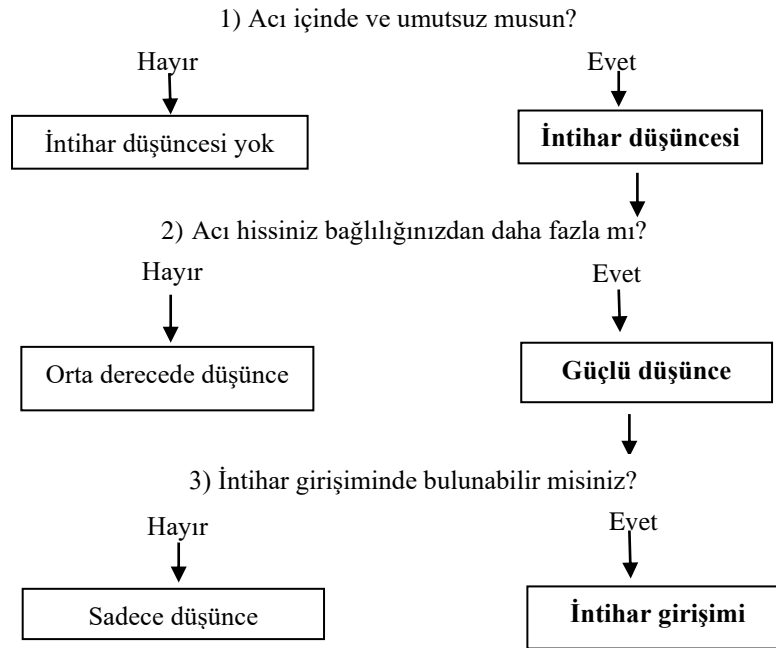 1) Acı içinde ve umutsuz musun?
Hayır
Evet
İntihar düşüncesi yok
İntihar düşüncesi
2) Acı hissiniz bağlılığınızdan daha fazla mı?
Hayır
Evet
Orta derecede düşünce
Güçlü düşünce
3) İntihar girişiminde bulunabilir misiniz?
Hayır
Evet
Sadece düşünce
İntihar girişimi